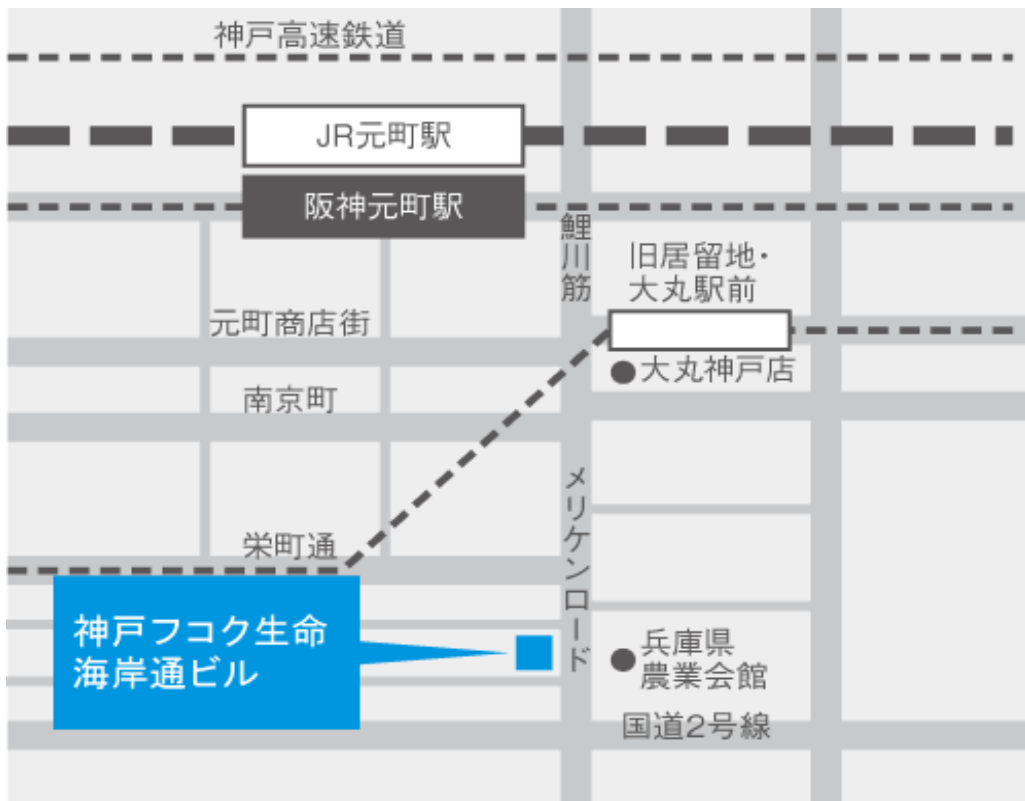 神戸高速鉄道
JR元町駅
阪神元町駅
鯉川筋
旧居留地・
大丸駅前
元町商店街
大丸神戸店
南京町
メリケンロード
栄町通
神戸フコク生命
海岸通ビル
兵庫県
農業会館
国道2号線